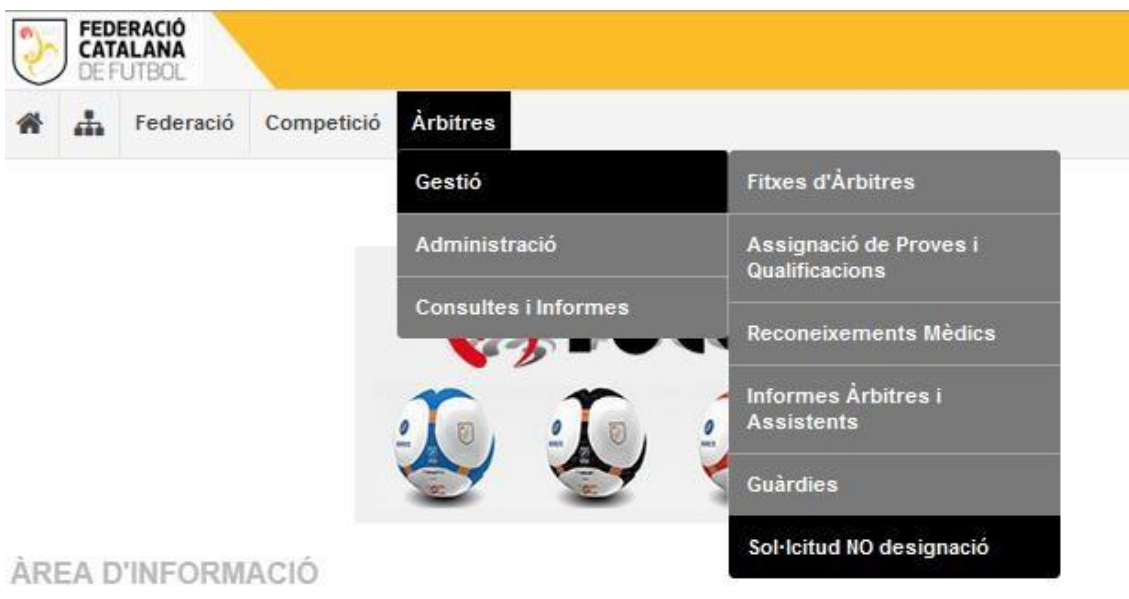 FEDERACIÓ
CATALANA
DE FUTBOL
Federació
Competició
Àrbitres
Gestió
Administració
Consultes i Informes
Fitxes d'Àrbitres
Assignació de Proves i
Qualificacions
Reconeixements Mèdics
Informes Àrbitres i
Assistents
Guàrdies
Sol·lcitud NO designació
ÀREA D'INFORMACIÓ